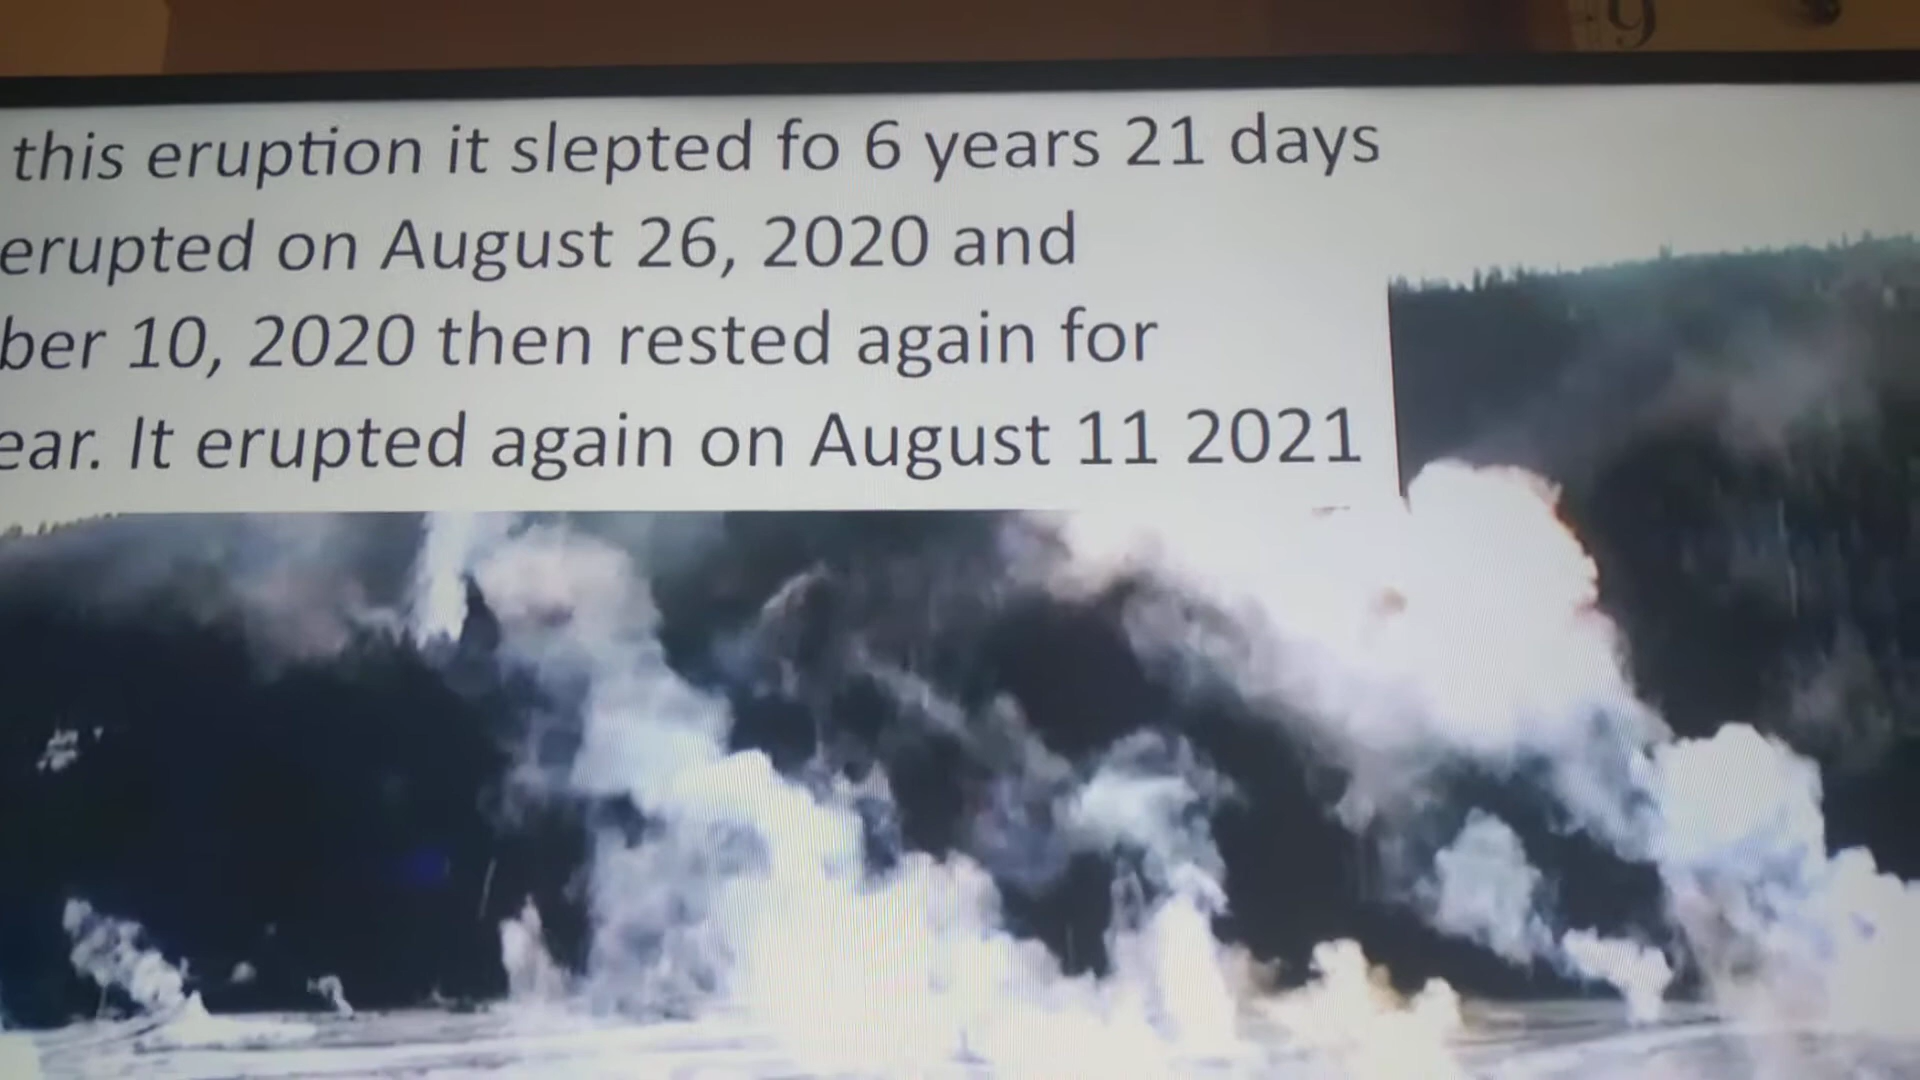 9
this eruption it slepted fo 6 years 21 days
erupted on August 26, 2020 and
ber 10, 2020 then rested again for
ear. It erupted again on August 11 2021